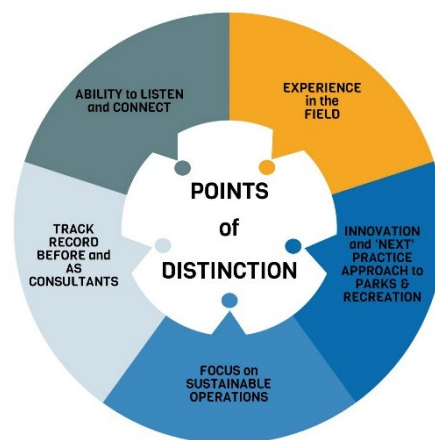 ABILITY to LISTEN
and CONNECT
EXPERIENCE
in the
FIELD
POINTS
of
DISTINCTION
TRACK
RECORD
BEFORE and
AS
CONSULTANTS
INNOVATION
and 'NEXT'
PRACTICE
APPROACH to
PARKS &
RECREATION
FOCUS on
SUSTAINABLE
OPERATIONS